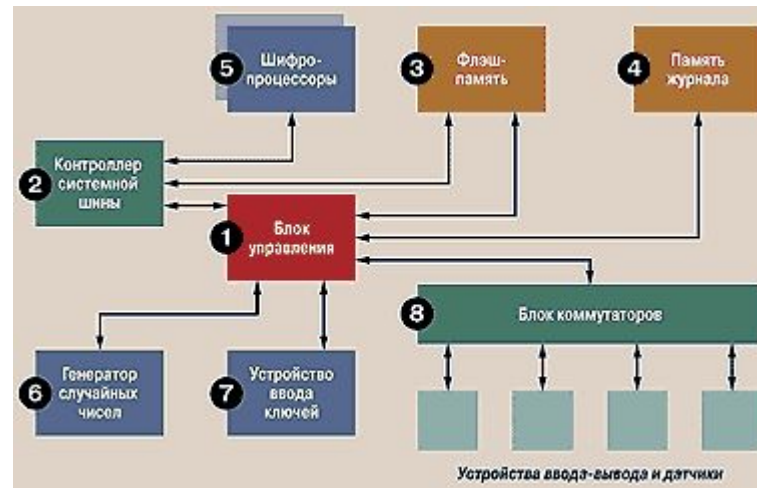 5
Шифро-
процессоры
3
Флэш-
память
4
Память
журнала
2
Контроллер
системной
шины
1
Блок
управления
8
Блок коммутаторов
6
Генератор
случайных
чисел
7
Устройство
ввода
ключей
Устройства ввода-вывода и датчики